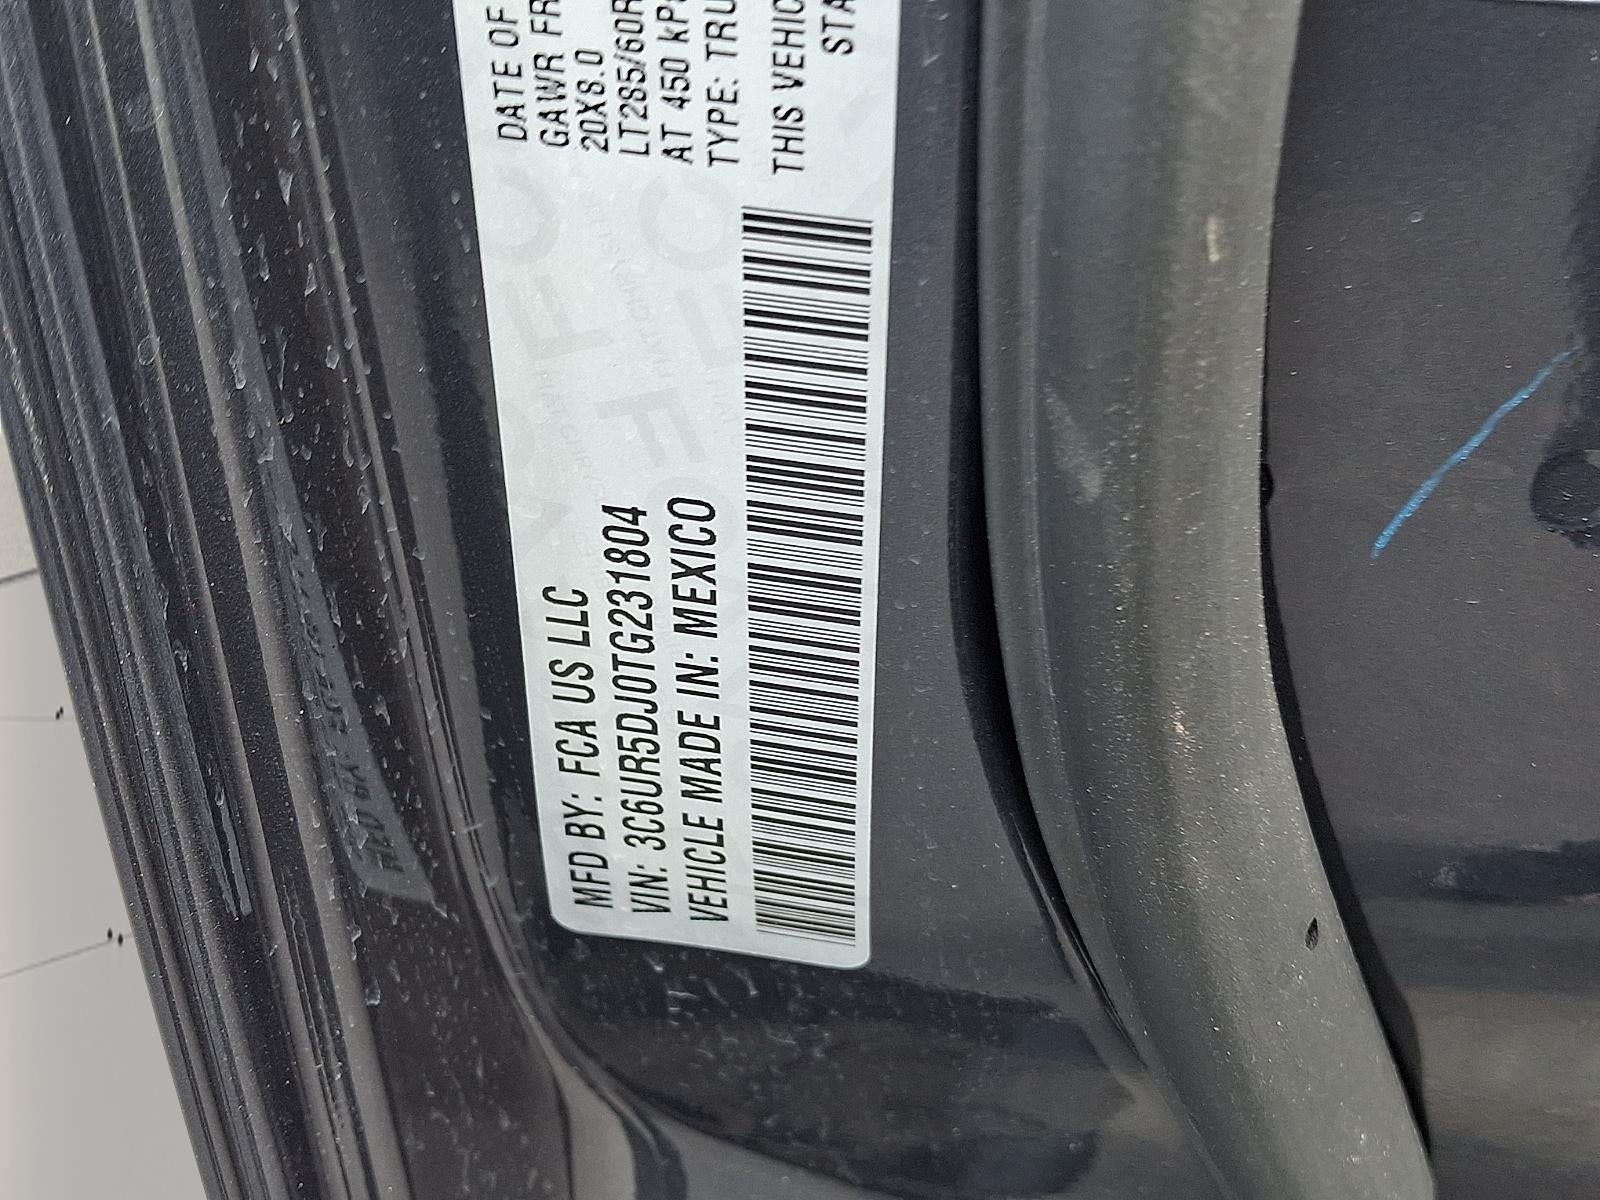 MFD BY: FCA US LLC
VIN: 3C6UR5DJ0TG231804
VEHICLE MADE IN: MEXICO
DATE OF
GAWR FR
20X8.0
LT285/60R
AT 450 kP
TYPE: TRU
THIS VEHIC
STA